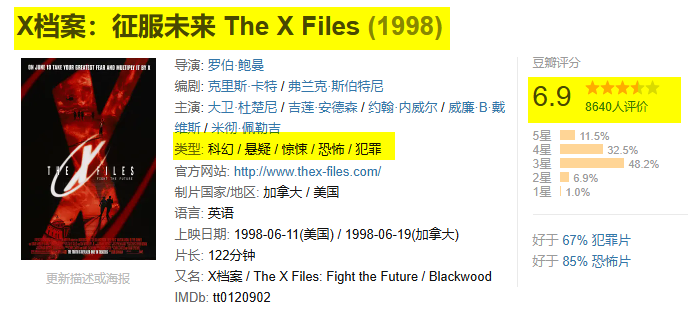 X档案：征服未来 The X Files (1998)
ON JUNE 19 TAKE YOUR GREATEST FEAR AND MULTIPLY IT BY X
THE X FILES
FIGHT THE FUTURE
更新描述或海报
导演: 罗伯·鲍曼
编剧: 克里斯·卡特 / 弗兰克·斯伯特尼
主演: 大卫·杜楚尼 / 吉莲·安德森 / 约翰·内威尔 / 威廉·B·戴
维斯 / 米彻·佩勒吉
类型: 科幻 / 悬疑 / 惊悚 / 恐怖 / 犯罪
官方网站: http://www.thex-files.com/
制片国家/地区: 加拿大 / 美国
语言: 英语
上映日期: 1998-06-11(美国) / 1998-06-19(加拿大)
片长: 122分钟
又名: X档案 / The X Files: Fight the Future / Blackwood
IMDb: tt0120902
豆瓣评分
6.9
8640人评价
5星 11.5%
4星 32.5%
3星 48.2%
2星 6.9%
1星 1.0%
好于 67% 犯罪片
好于 85% 恐怖片